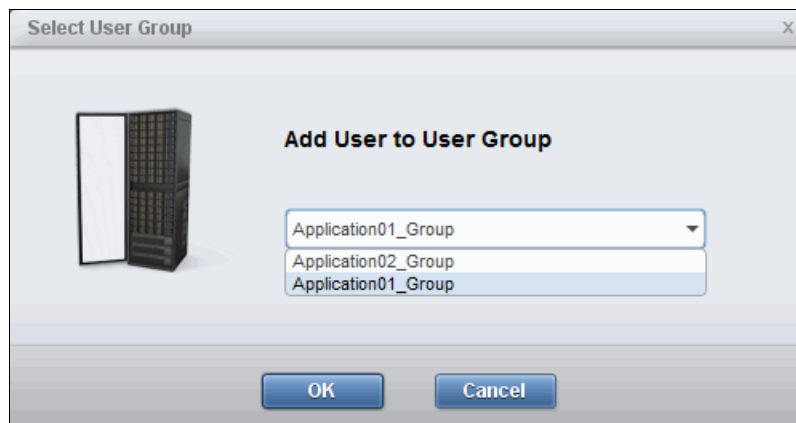 Select User Group
X
Add User to User Group
Application01_Group
Application02_Group
Application01_Group
OK
Cancel